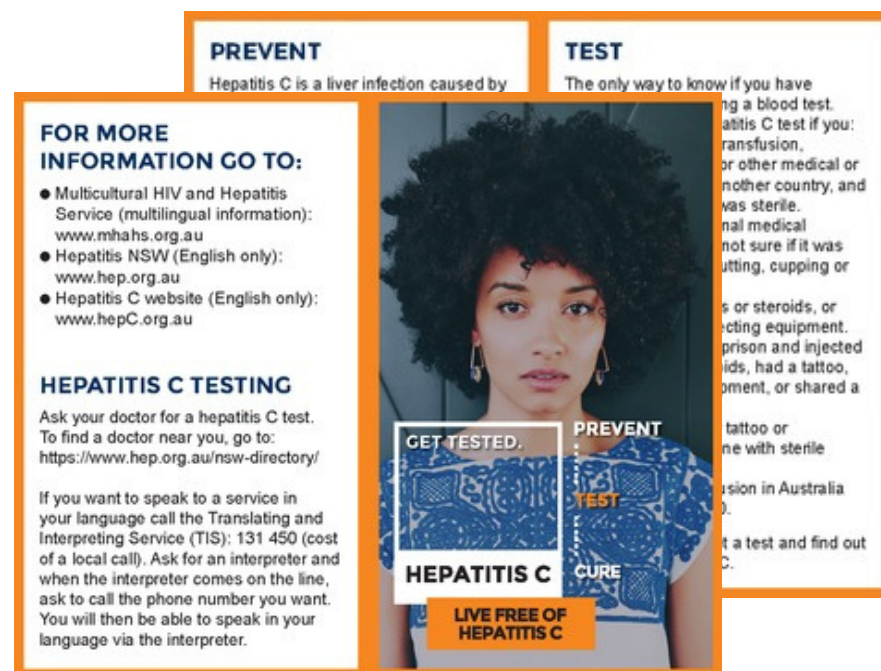 PREVENT
Hepatitis C is a liver infection caused by
TEST
The only way to know if you have
ng a blood test.
atitis C test if you:
ransfusion,
or other medical or
nother country, and
was sterile.
nal medical
not sure if it was
utting, cupping or
s or steroids, or
ecting equipment.
prison and injected
ids, had a tattoo,
pment, or shared a
tattoo or
ne with sterile
usion in Australia
0.
t a test and find out
C.
FOR MORE
INFORMATION GO TO:
● Multicultural HIV and Hepatitis
Service (multilingual information):
www.mhahs.org.au
● Hepatitis NSW (English only):
www.hep.org.au
● Hepatitis C website (English only):
www.hepC.org.au
HEPATITIS C TESTING
Ask your doctor for a hepatitis C test.
To find a doctor near you, go to:
https://www.hep.org.au/nsw-directory/
If you want to speak to a service in
your language call the Translating and
Interpreting Service (TIS): 131 450 (cost
of a local call). Ask for an interpreter and
when the interpreter comes on the line,
ask to call the phone number you want.
You will then be able to speak in your
language via the interpreter.
GET TESTED.
HEPATITIS C
PREVENT
TEST
CURE
LIVE FREE OF
HEPATITIS C